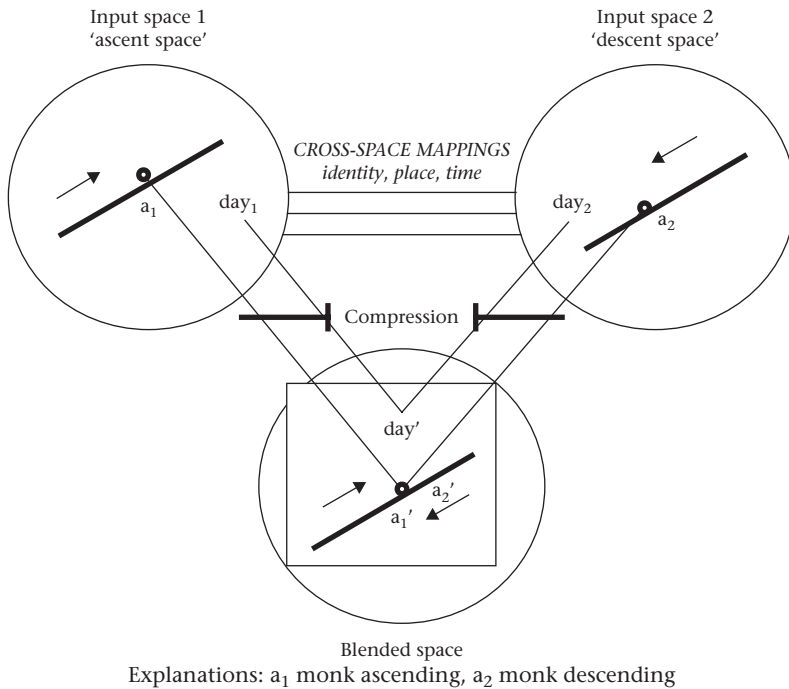 Input space 1
'ascent space'
Input space 2
'descent space'
CROSS-SPACE MAPPINGS
identity, place, time
a₁
day₁
day₂
a₂
Compression
day'
a₂'
a₁'
Blended space
Explanations: a₁ monk ascending, a₂ monk descending